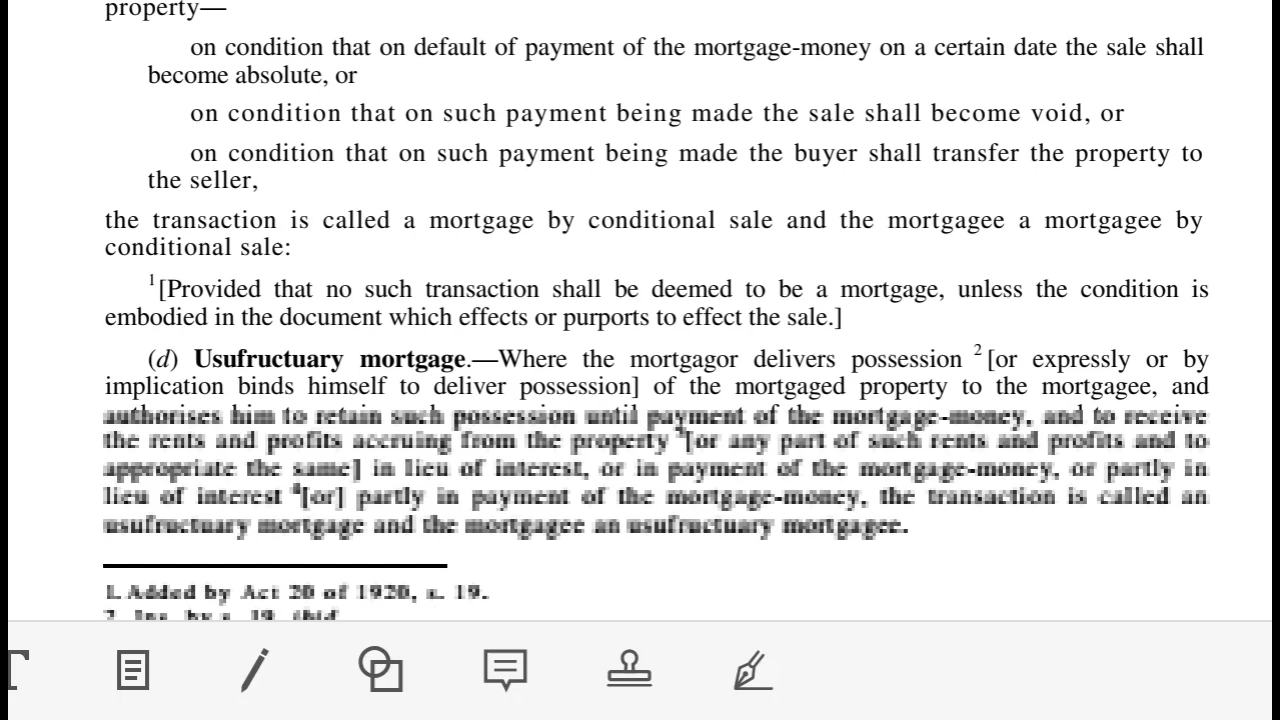 property—
on condition that on default of payment of the mortgage-money on a certain date the sale shall
become absolute, or
on condition that on such payment being made the sale shall become void, or
on condition that on such payment being made the buyer shall transfer the property to
the seller,
the transaction is called a mortgage by conditional sale and the mortgagee a mortgagee by
conditional sale:
1[Provided that no such transaction shall be deemed to be a mortgage, unless the condition is
embodied in the document which effects or purports to effect the sale.]
(d) Usufructuary mortgage.—Where the mortgagor delivers possession 2[or expressly or by
implication binds himself to deliver possession] of the mortgaged property to the mortgagee, and
authorises him to retain such possession until payment of the mortgage-money, and to receive
the rents and profits accruing from the property 3[or any part of such rents and profits and to
appropriate the same] in lieu of interest, or in payment of the mortgage-money, or partly in
lieu of interest 4[or] partly in payment of the mortgage-money, the transaction is called an
usufructuary mortgage and the mortgagee an usufructuary mortgagee.
1. Added by Act 20 of 1929, s. 19.
2. Ins. by s. 19, ibid
T